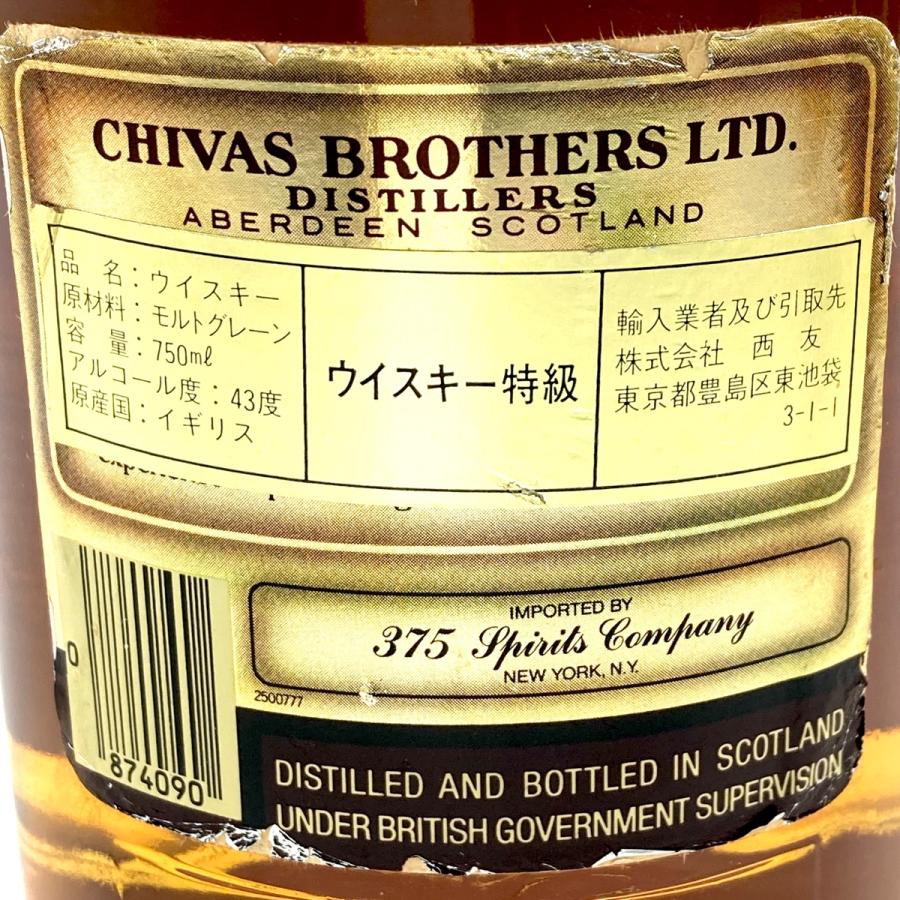 CHIVAS BROTHERS LTD.
DISTILLERS
ABERDEEN SCOTLAND
品　名：ウイスキー
原材料：モルトグレーン
容　量：750ml
アルコール度：43度
原産国：イギリス
ウイスキー特級
輸入業者及び引取先
株式会社　西　友
東京都豊島区東池袋
3-1-1
IMPORTED BY
375 Spirits Company
NEW YORK, N.Y.
2500777
0
874090
DISTILLED AND BOTTLED IN SCOTLAND
UNDER BRITISH GOVERNMENT SUPERVISION